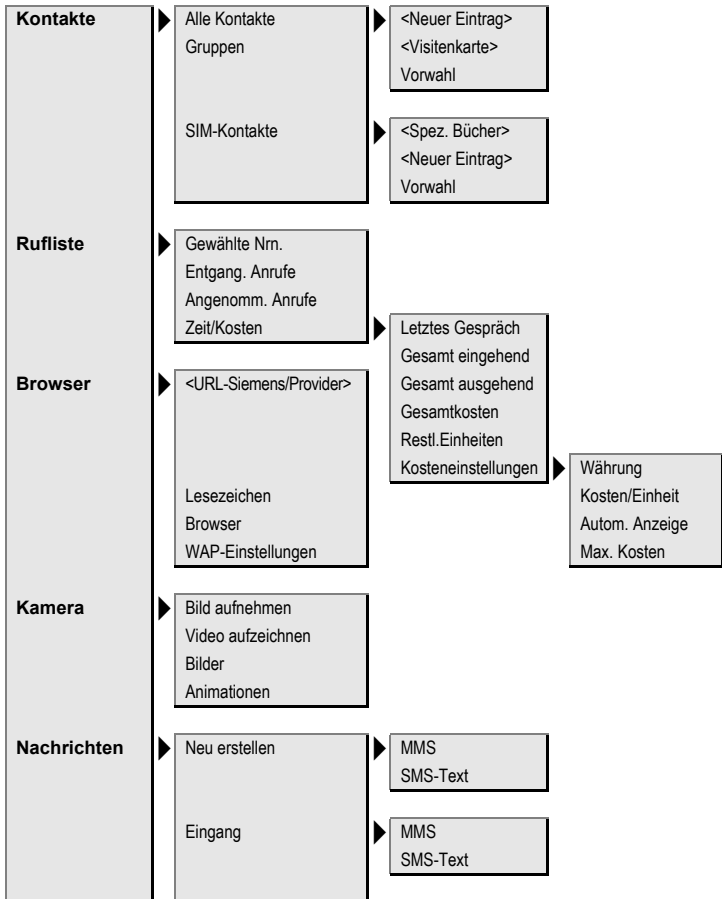 Kontakte
Alle Kontakte
<Neuer Eintrag>
Gruppen
<Visitenkarte>
Vorwahl
SIM-Kontakte
<Spez. Bücher>
<Neuer Eintrag>
Vorwahl
Rufliste
Gewählte Nrn.
Entgang. Anrufe
Angenomm. Anrufe
Zeit/Kosten
Letztes Gespräch
Gesamt eingehend
Gesamt ausgehend
Gesamtkosten
Restl.Einheiten
Kosteneinstellungen
Währung
Kosten/Einheit
Autom. Anzeige
Max. Kosten
Browser
<URL-Siemens/Provider>
Lesezeichen
Browser
WAP-Einstellungen
Kamera
Bild aufnehmen
Video aufzeichnen
Bilder
Animationen
Nachrichten
Neu erstellen
MMS
SMS-Text
Eingang
MMS
SMS-Text